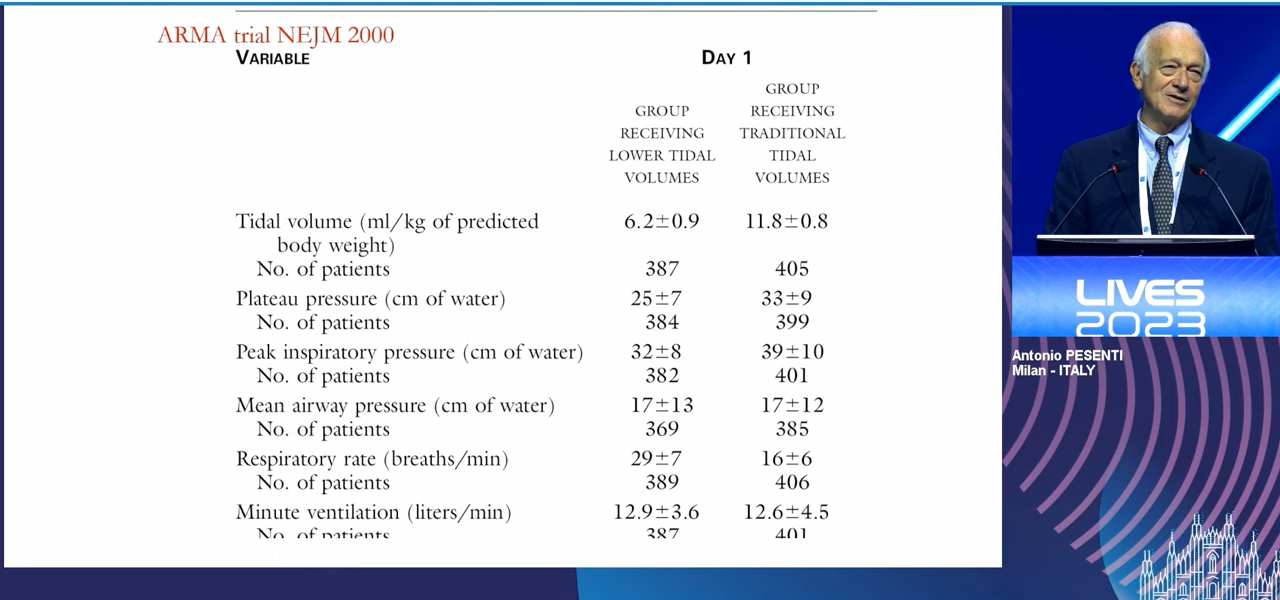 ARMA trial NEJM 2000
VARIABLE DAY 1
GROUP RECEIVING LOWER TIDAL VOLUMES
GROUP RECEIVING TRADITIONAL TIDAL VOLUMES
Tidal volume (ml/kg of predicted
body weight) 6.2±0.9 11.8±0.8
No. of patients 387 405
Plateau pressure (cm of water) 25±7 33±9
No. of patients 384 399
Peak inspiratory pressure (cm of water) 32±8 39±10
No. of patients 382 401
Mean airway pressure (cm of water) 17±13 17±12
No. of patients 369 385
Respiratory rate (breaths/min) 29±7 16±6
No. of patients 389 406
Minute ventilation (liters/min) 12.9±3.6 12.6±4.5
No. of patients 387 401
LIVES
2023
Antonio PESENTI
Milan - ITALY